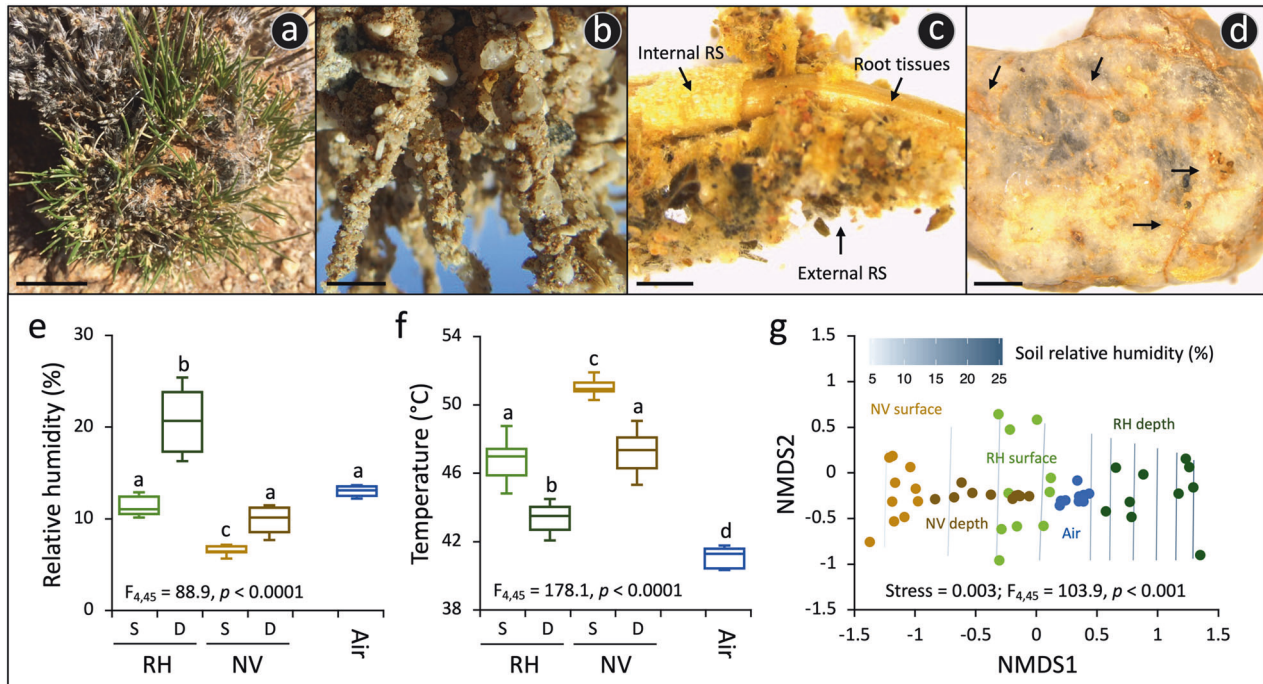 a
b
c
d
Internal RS
Root tissues
External RS
e
Relative humidity (%)
30
20
10
0
a
b
c
a
a
F4,45 = 88.9, p < 0.0001
S
D
S
D
RH
NV
Air
f
Temperature (°C)
54
50
46
42
38
a
b
c
a
d
F4,45 = 178.1, p < 0.0001
S
D
S
D
RH
NV
Air
g
Soil relative humidity (%)
5 10 15 20 25
NMDS2
1.5
1
0.5
0
-0.5
-1
-1.5
NV surface
RH depth
RH surface
NV depth
Air
Stress = 0.003; F4,45 = 103.9, p < 0.001
-1.5 -1 -0.5 0 0.5 1 1.5
NMDS1